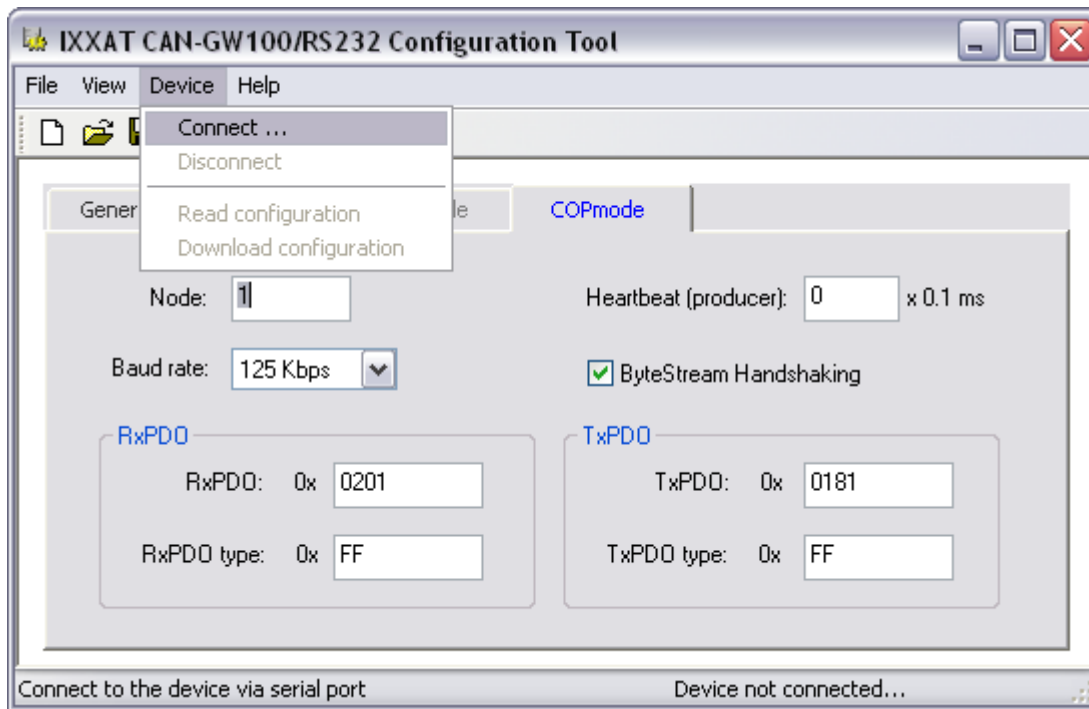 IXXAT CAN-GW100/RS232 Configuration Tool
File View Device Help
Connect ...
Disconnect
Read configuration
Download configuration
COPmode
Node: 1
Heartbeat (producer): 0 x 0.1 ms
Baud rate: 125 Kbps
ByteStream Handshaking
RxPDO
TxPDO
RxPDO: 0x 0201
TxPDO: 0x 0181
RxPDO type: 0x FF
TxPDO type: 0x FF
Connect to the device via serial port
Device not connected...